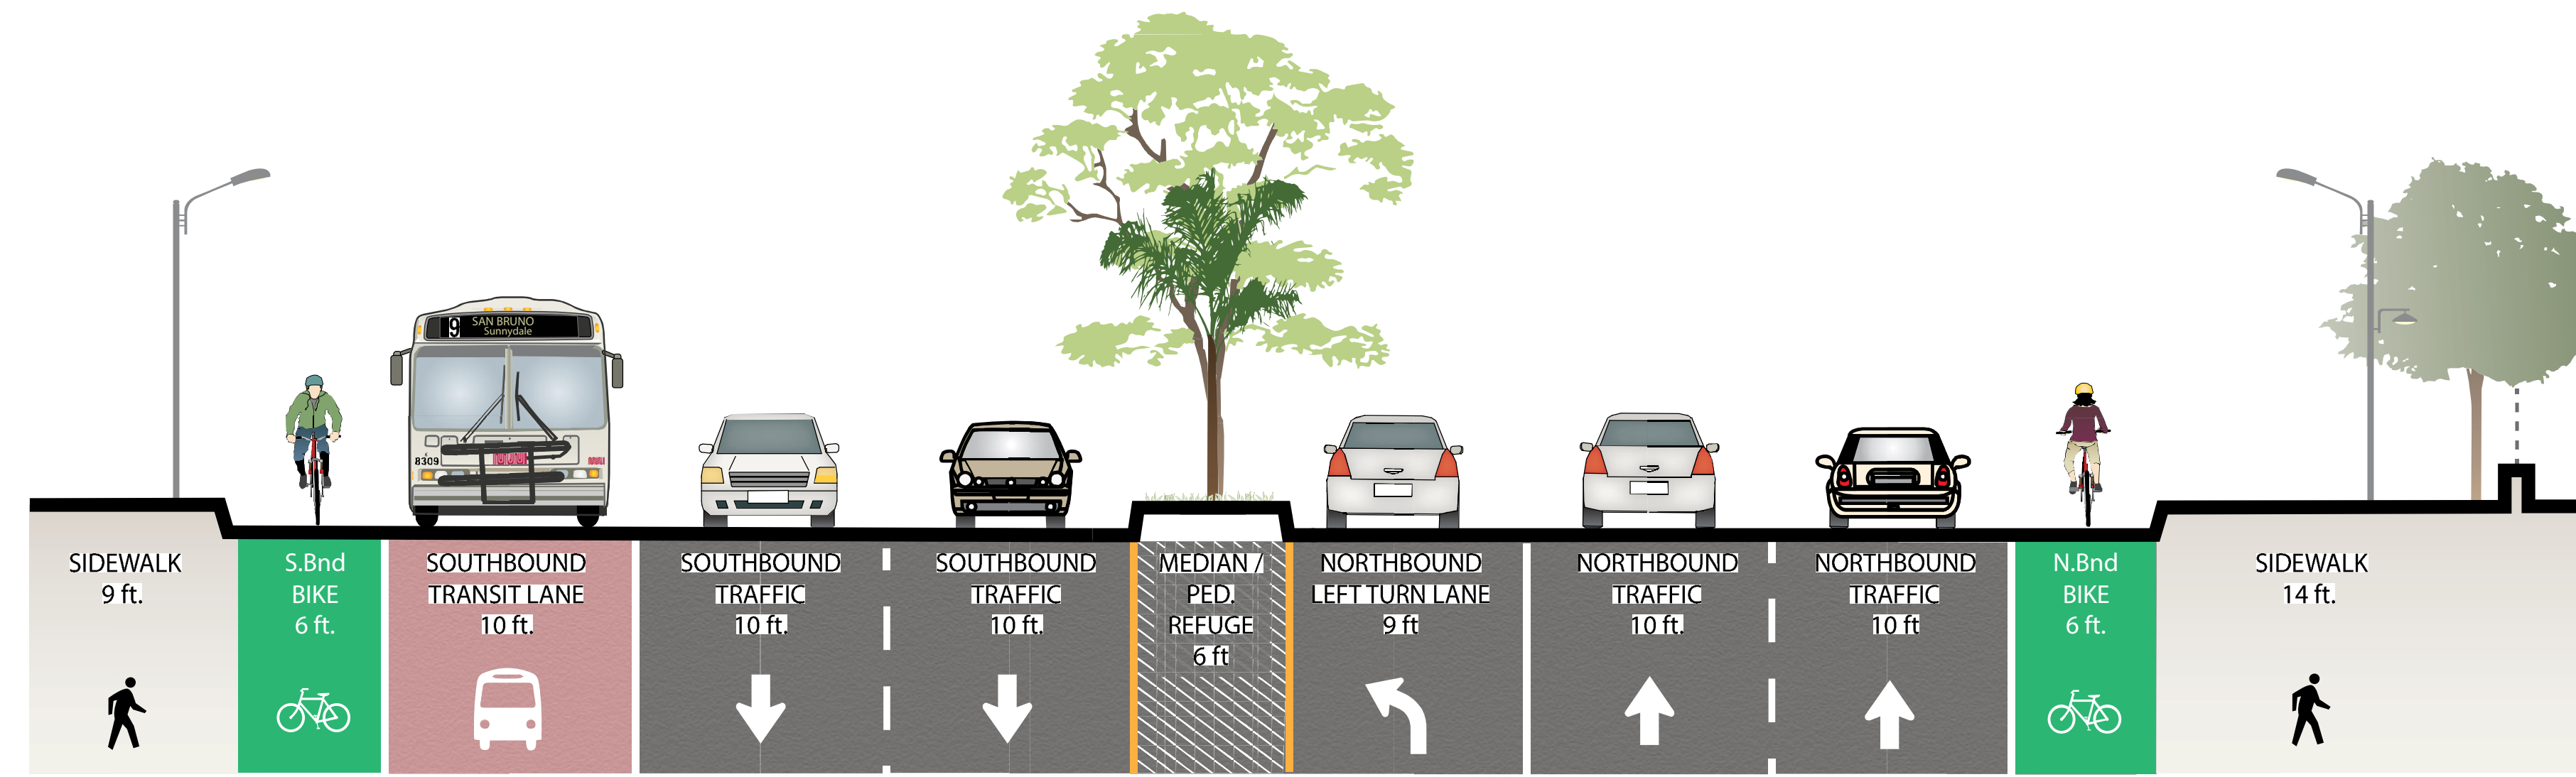 9 SAN BRUNO
Sunnydale
8309
SIDEWALK
9 ft.
S.Bnd
BIKE
6 ft.
SOUTHBOUND
TRANSIT LANE
10 ft.
SOUTHBOUND
TRAFFIC
10 ft.
SOUTHBOUND
TRAFFIC
10 ft.
MEDIAN /
PED.
REFUGE
6 ft
NORTHBOUND
LEFT TURN LANE
9 ft
NORTHBOUND
TRAFFIC
10 ft.
NORTHBOUND
TRAFFIC
10 ft
N.Bnd
BIKE
6 ft.
SIDEWALK
14 ft.